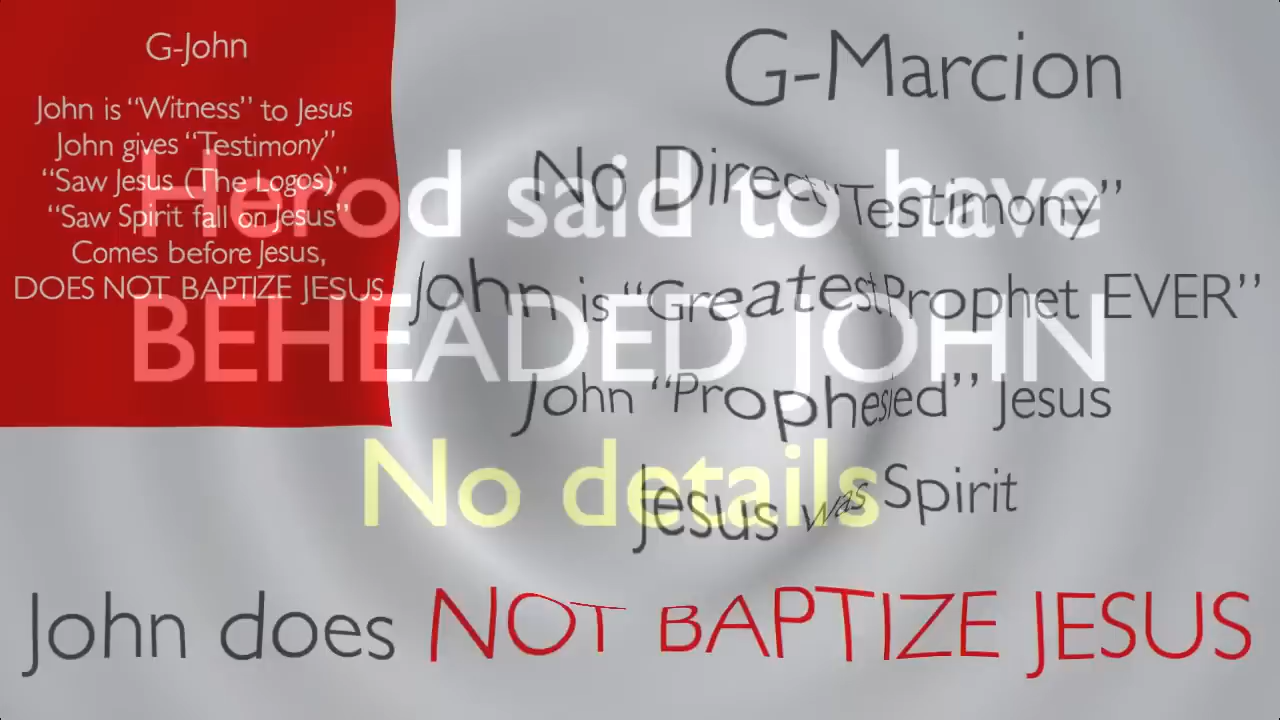 G-John
John is “Witness” to Jesus
John gives “Testimony”
“Saw Jesus (The Logos)”
“Saw Spirit fall on Jesus”
Comes before Jesus,
DOES NOT BAPTIZE JESUS
G-Marcion
No Direct “Testimony”
John is “Greatest Prophet EVER”
John “Prophesied” Jesus
Jesus was Spirit
John does NOT BAPTIZE JESUS
Herod said to have
BEHEADED JOHN
No details